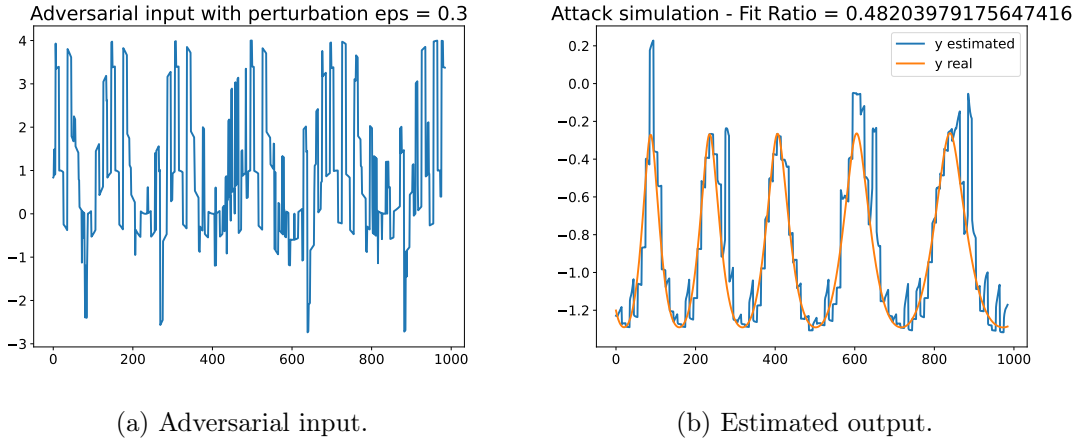 Adversarial input with perturbation eps = 0.3
4
3
2
1
0
−1
−2
−3
0 200 400 600 800 1000
(a) Adversarial input.
Attack simulation - Fit Ratio = 0.48203979175647416
y estimated
y real
0.2
0.0
−0.2
−0.4
−0.6
−0.8
−1.0
−1.2
0 200 400 600 800 1000
(b) Estimated output.